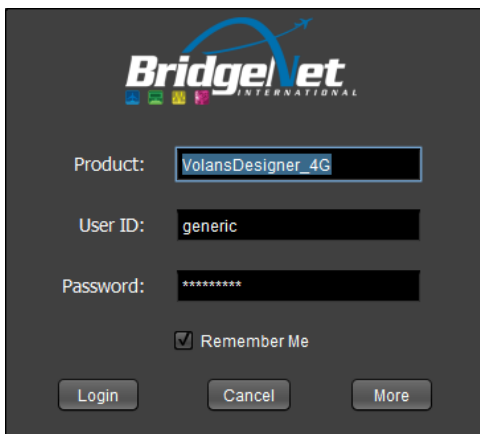 BridgeNet
INTERNATIONAL
Product: VolansDesigner_4G
User ID: generic
Password: *********
Remember Me
Login Cancel More